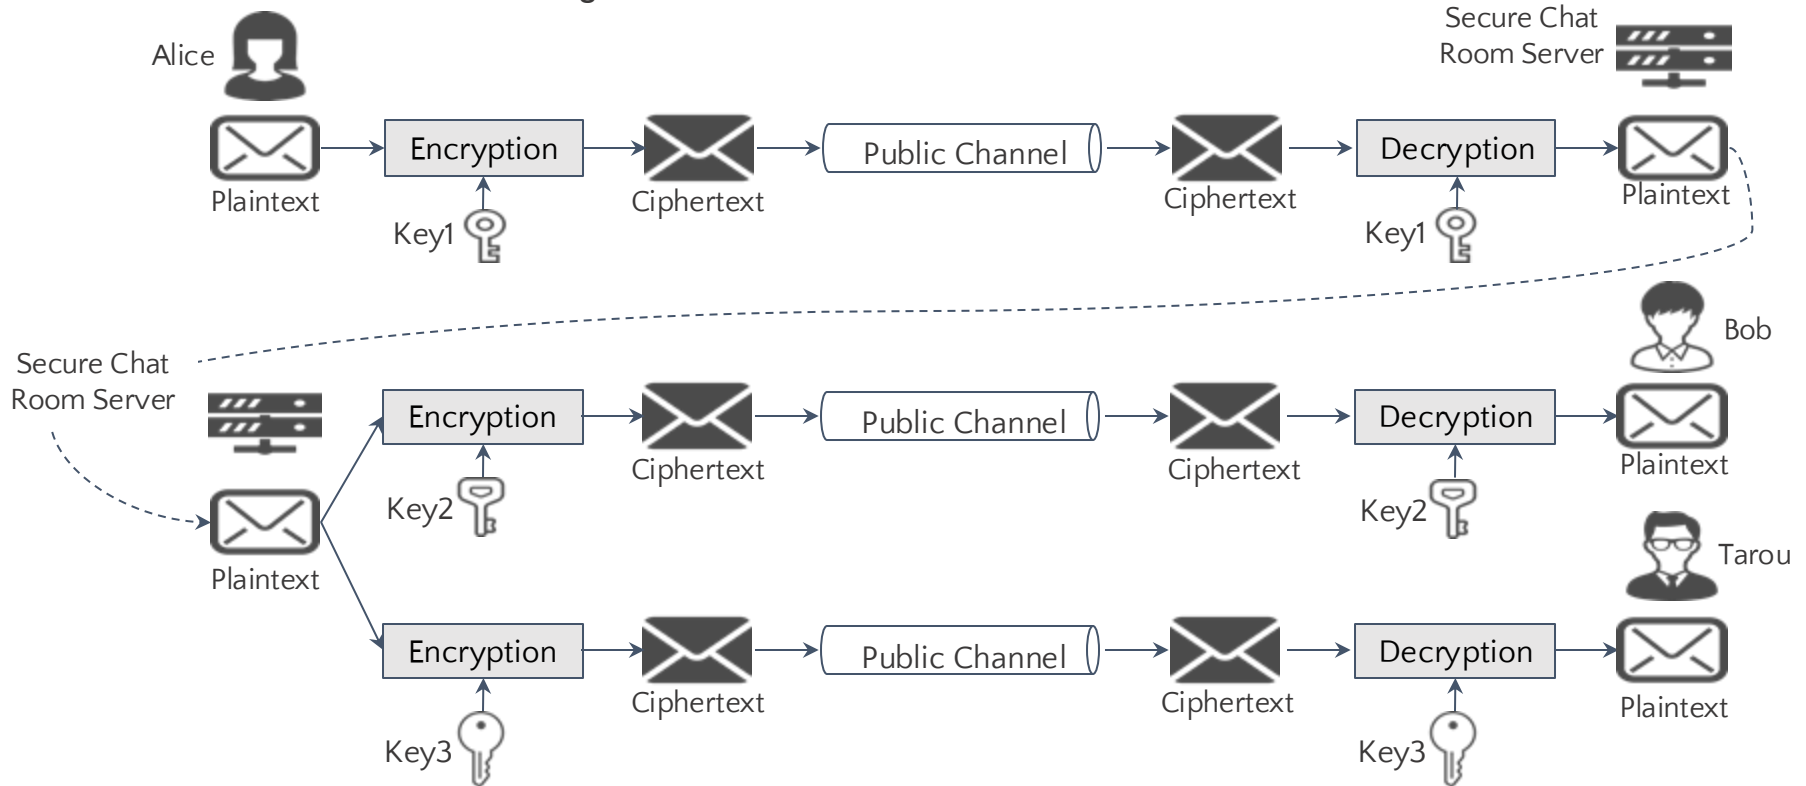 Alice
Secure Chat
Room Server
Encryption
Public Channel
Decryption
Plaintext
Ciphertext
Ciphertext
Plaintext
Key1
Key1
Bob
Secure Chat
Room Server
Encryption
Public Channel
Decryption
Ciphertext
Ciphertext
Plaintext
Key2
Key2
Tarou
Plaintext
Encryption
Public Channel
Decryption
Ciphertext
Ciphertext
Plaintext
Key3
Key3